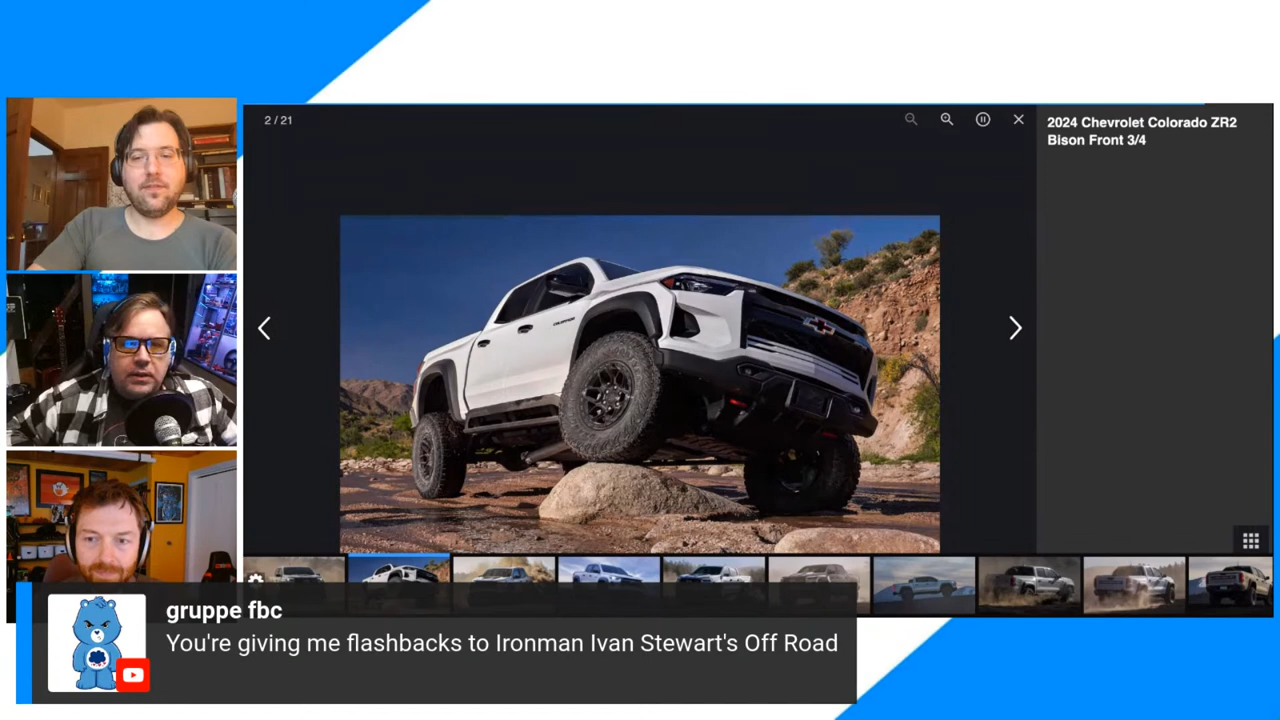 2 / 21
2024 Chevrolet Colorado ZR2
Bison Front 3/4
gruppe fbc
You're giving me flashbacks to Ironman Ivan Stewart's Off Road